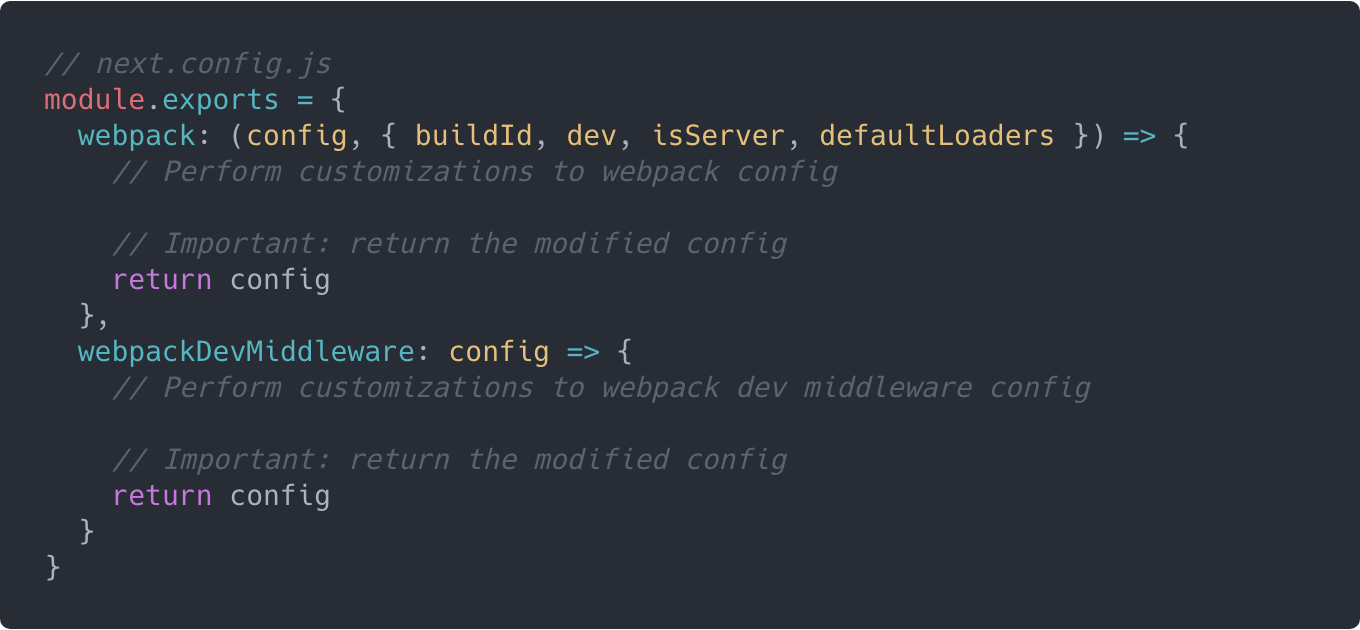 // next.config.js
module.exports = {
  webpack: (config, { buildId, dev, isServer, defaultLoaders }) => {
    // Perform customizations to webpack config

    // Important: return the modified config
    return config
  },
  webpackDevMiddleware: config => {
    // Perform customizations to webpack dev middleware config

    // Important: return the modified config
    return config
  }
}